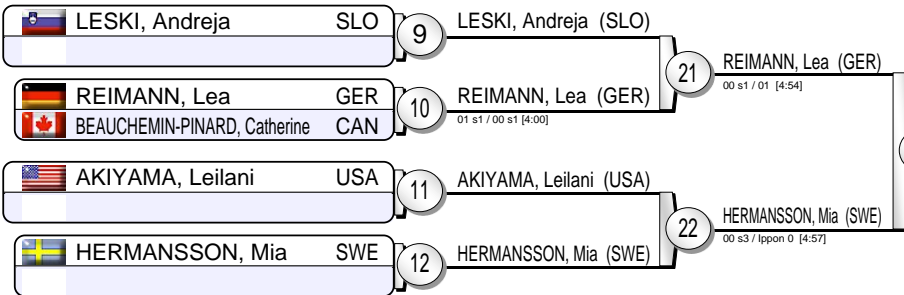 LESKI, Andreja SLO
9
LESKI, Andreja (SLO)
REIMANN, Lea GER
BEAUCHEMIN-PINARD, Catherine CAN
10
REIMANN, Lea (GER)
01 s1 / 00 s1 [4:00]
21
REIMANN, Lea (GER)
00 s1 / 01 [4:54]
AKIYAMA, Leilani USA
11
AKIYAMA, Leilani (USA)
HERMANSSON, Mia SWE
12
HERMANSSON, Mia (SWE)
22
HERMANSSON, Mia (SWE)
00 s3 / Ippon 0 [4:57]